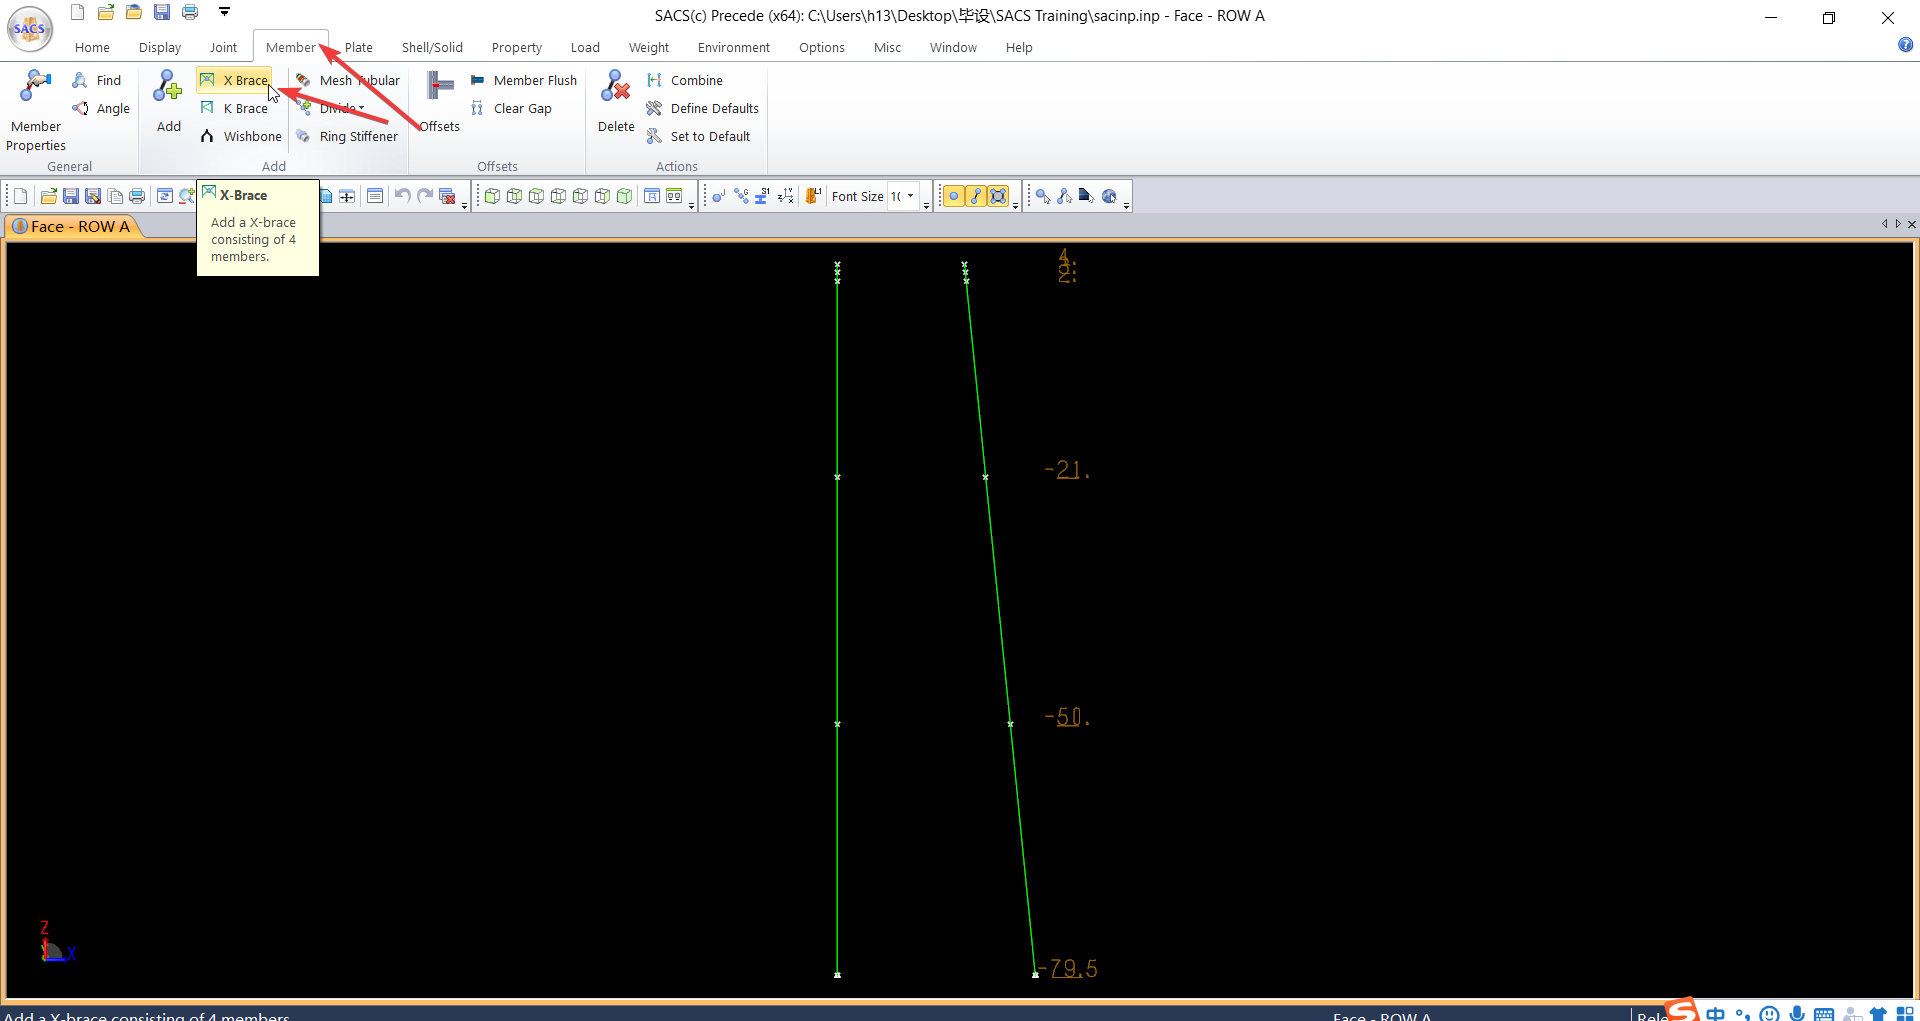 SACS(c) Precede (x64): C:\Users\h13\Desktop\毕设\SACS Training\sacinp.inp - Face - ROW A
SACS
Home Display Joint Member Plate Shell/Solid Property Load Weight Environment Options Misc Window Help
Find X Brace Mesh Tubular Member Flush Combine
Angle K Brace Divide Clear Gap Define Defaults
Member Properties Add Wishbone Ring Stiffener Offsets Delete Set to Default
General Add Offsets Actions
Font Size 1(
Face - ROW A
X-Brace
Add a X-brace
consisting of 4
members.
4.
2.
-21.
-50.
-79.5
Z
X
Add a X-brace consisting of 4 members
Face - ROW A
Rele
S 中